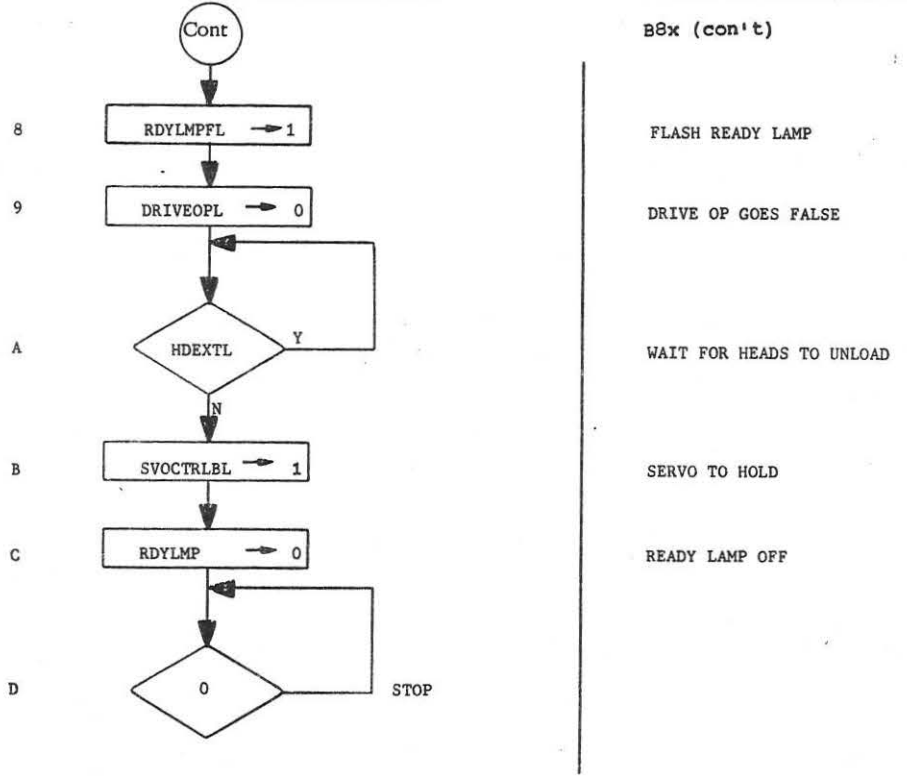 Cont
B8x (con't)
8 RDYLMPFL → 1 FLASH READY LAMP
9 DRIVEOPL → 0 DRIVE OP GOES FALSE
A HDEXTL Y WAIT FOR HEADS TO UNLOAD
N
B SVOCTRLBL → 1 SERVO TO HOLD
C RDYLMP → 0 READY LAMP OFF
D 0 STOP